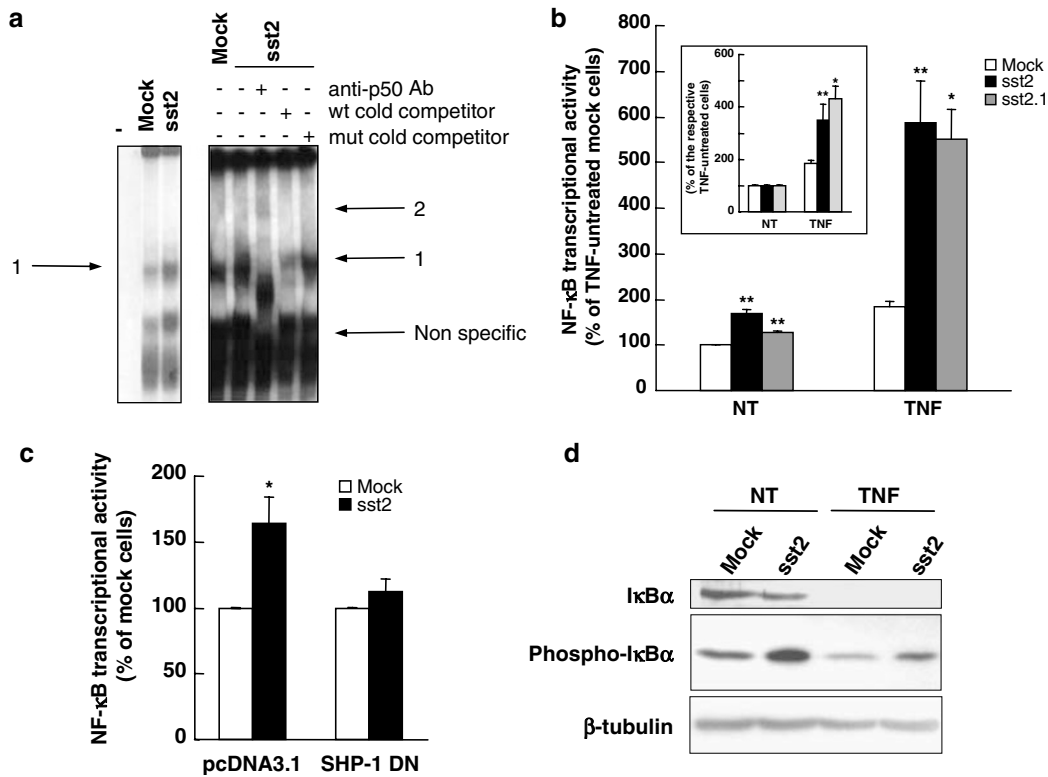 a
Mock
sst2
- - - + - -
anti-p50 Ab
- - - + -
wt cold competitor
- - - - +
mut cold competitor
-
Mock
sst2
2
1
1
Non specific
b
NF-κB transcriptional activity
(% of TNF-untreated mock cells)
800
700
600
500
400
300
200
100
0
**
**
**
*
NT
TNF
Mock
sst2
sst2.1
(% of the respective
TNF-untreated cells)
600
400
200
0
**
*
NT
TNF
c
NF-κB transcriptional activity
(% of mock cells)
200
150
100
50
0
*
Mock
sst2
pcDNA3.1
SHP-1 DN
d
NT
TNF
Mock
sst2
Mock
sst2
IκBα
Phospho-IκBα
β-tubulin